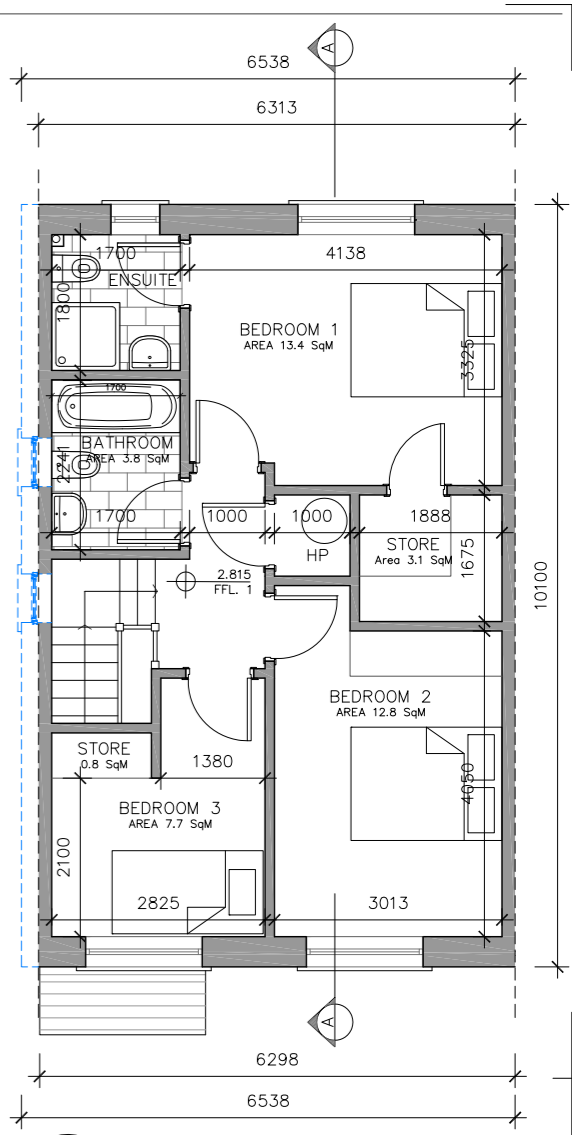 6538
A
6313
1700
4138
ENSUITE
1800
BEDROOM 1
AREA 13.4 SqM
3325
1700
BATHROOM
AREA 3.8 SqM
2241
1700
1000
1000
1888
STORE
Area 3.1 SqM
1675
HP
2.815
FFL. 1
10100
BEDROOM 2
AREA 12.8 SqM
STORE
0.8 SqM
1380
4050
BEDROOM 3
AREA 7.7 SqM
2100
2825
3013
A
6298
6538